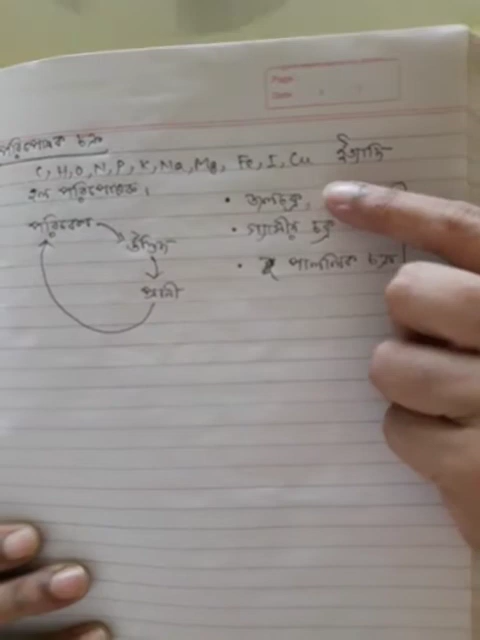 Page:
Date:
পরিপোষক চক্র
C, H, O, N, P, K, Na, Mg, Fe, I, Cu ইত্যাদি
হল পরিপোষক।
• জলচক্র,
পরিবেশ
• গ্যাসীয় চক্র
উদ্ভিদ
• পাললিক চক্র
প্রাণী